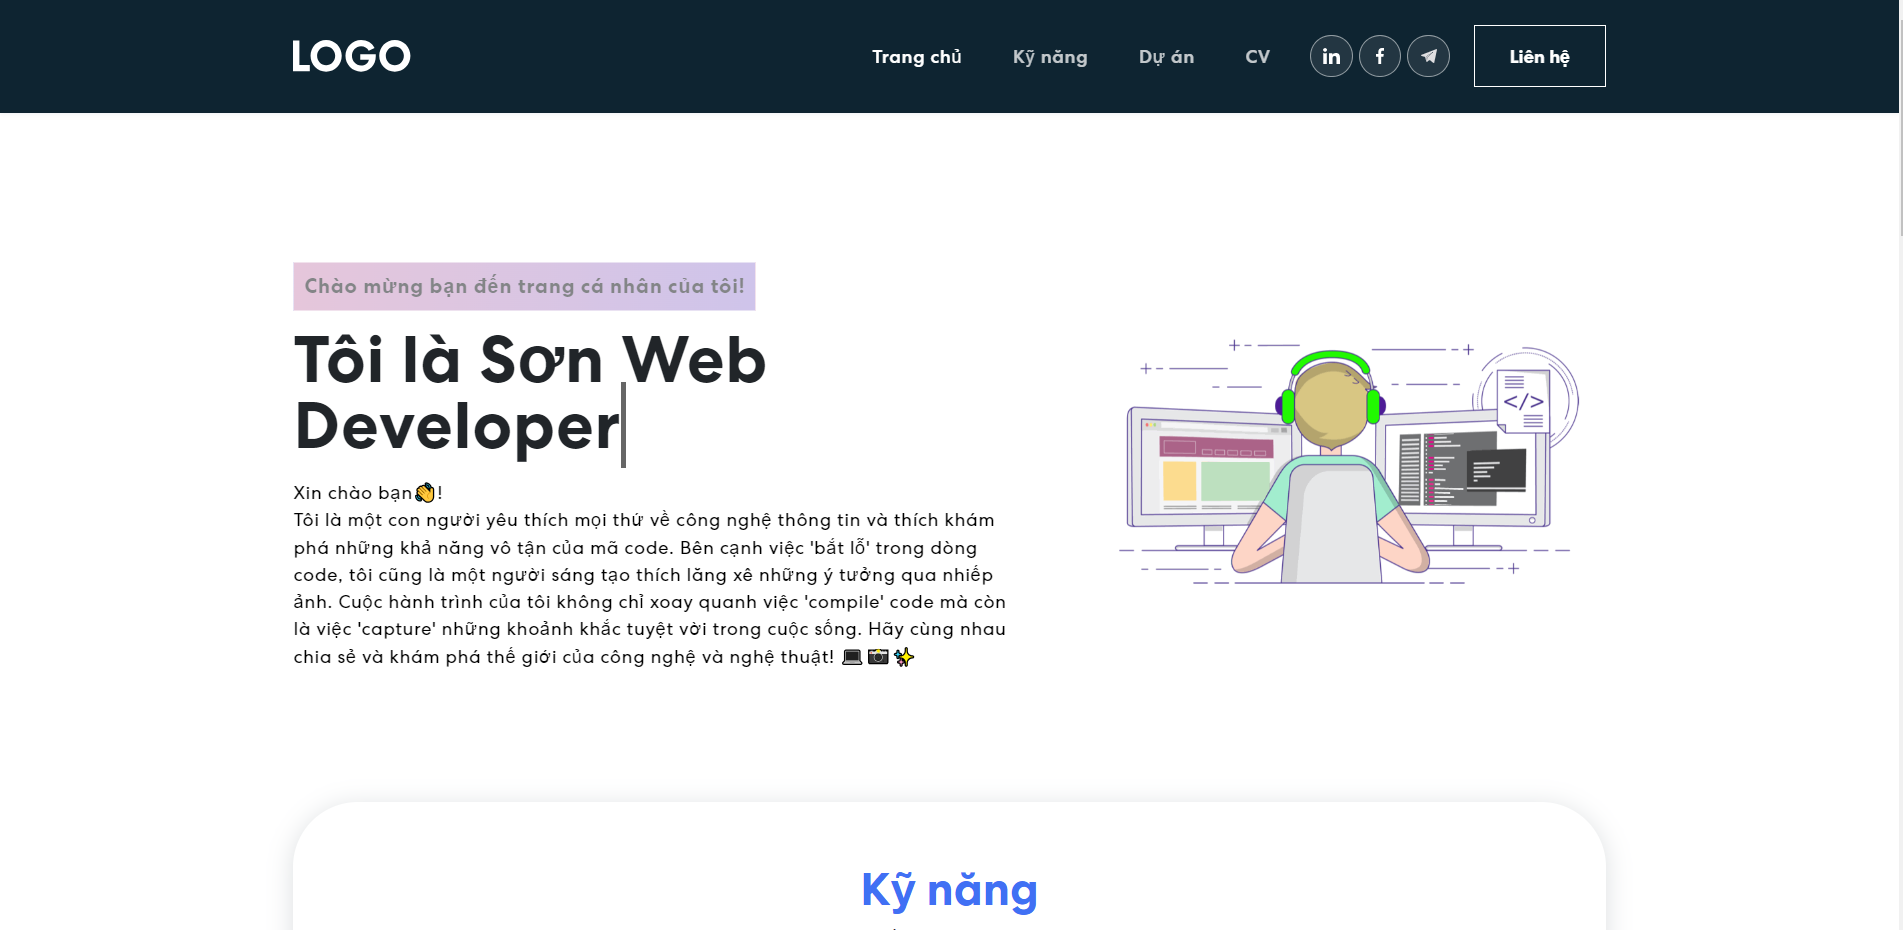 LOGO
Trang chủ
Kỹ năng
Dự án
CV
in
f
Liên hệ
Chào mừng bạn đến trang cá nhân của tôi!
Tôi là Sơn Web
Developer
Xin chào bạn👋!
Tôi là một con người yêu thích mọi thứ về công nghệ thông tin và thích khám
phá những khả năng vô tận của mã code. Bên cạnh việc 'bắt lỗ' trong dòng
code, tôi cũng là một người sáng tạo thích lăng xê những ý tưởng qua nhiếp
ảnh. Cuộc hành trình của tôi không chỉ xoay quanh việc 'compile' code mà còn
là việc 'capture' những khoảnh khắc tuyệt vời trong cuộc sống. Hãy cùng nhau
chia sẻ và khám phá thế giới của công nghệ và nghệ thuật! 💻 📸 ✨
</>
Kỹ năng